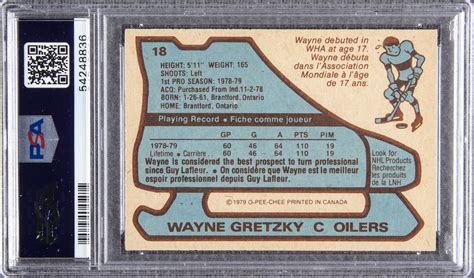 54248836
PSA
18
HEIGHT: 5'11" WEIGHT: 165
SHOOTS: Left
1st PRO SEASON: 1978-79
ACQ: Purchased From Ind.11-2-78
BORN: 1-26-61, Brantford, Ontario
HOME: Brantford, Ontario
Wayne debuted in
WHA at age 17.
Wayne débuta
dans l'Association
Mondiale à l'âge
de 17 ans.
Playing Record • Fiche comme joueur
GP G A PTS PIM
1978-79 60 46 64 110 19
Lifetime • Carrière 60 46 64 110 19
Wayne is considered the best prospect to turn professional
since Guy Lafleur. • On considère que Wayne est le meilleur
espoir professionnel depuis Guy Lafleur.
Look for
NHL Products
Recherchez
les produits
de la LNH
©1979 O-PEE-CHEE PRINTED IN CANADA
WAYNE GRETZKY C OILERS